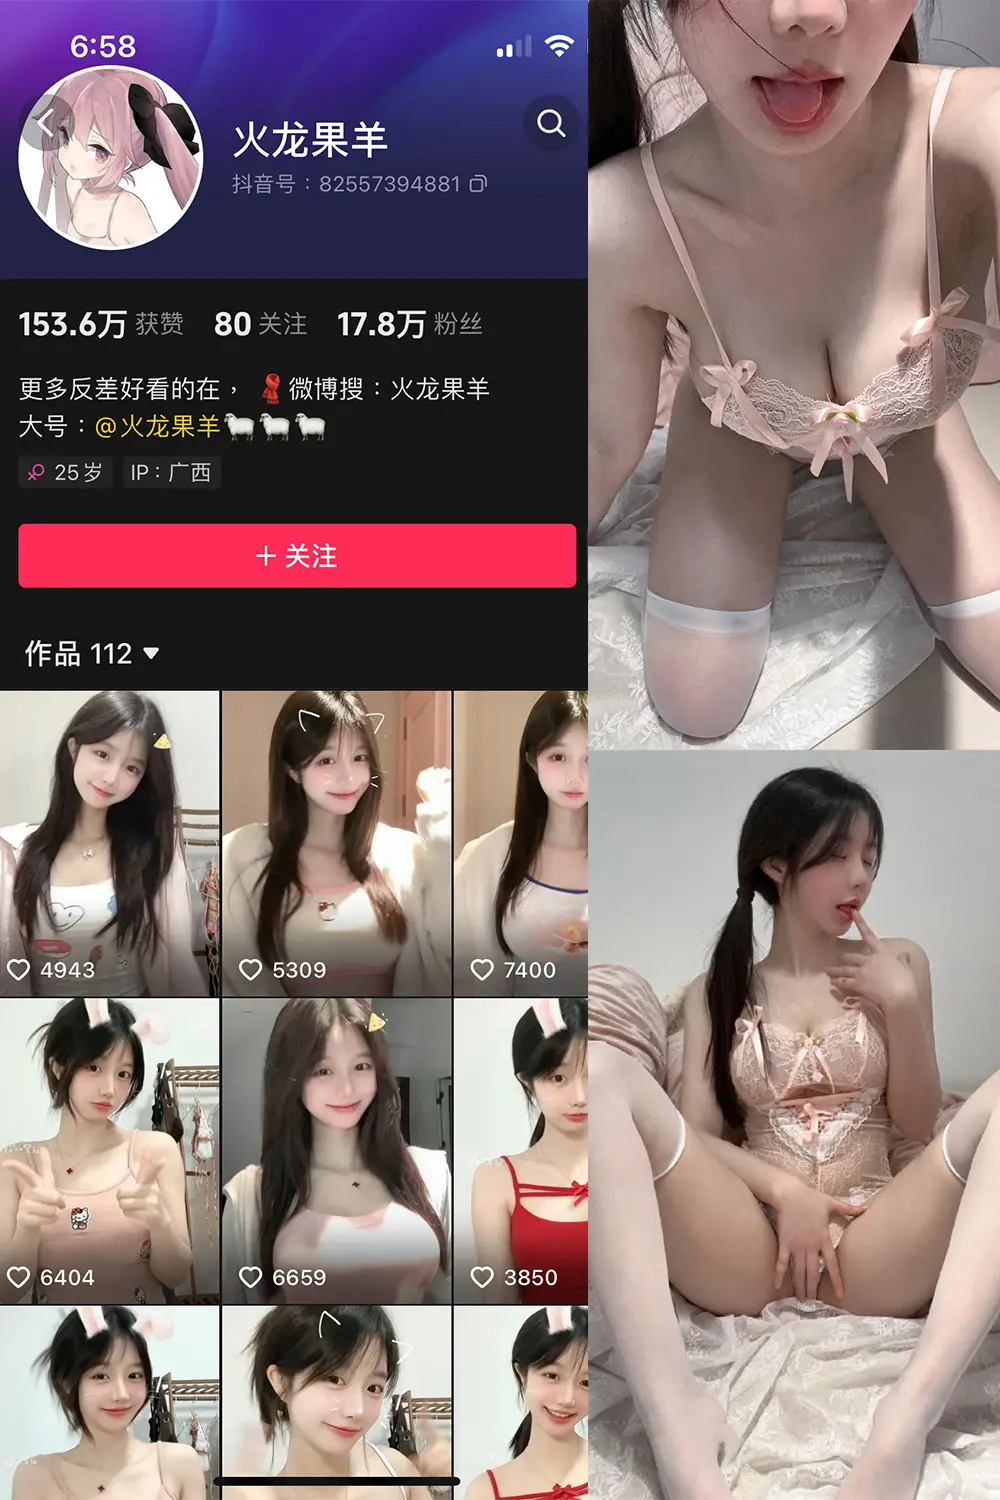 6:58
火龙果羊
抖音号：82557394881
153.6万 获赞 80 关注 17.8万 粉丝
更多反差好看的在，🧣微博搜：火龙果羊
大号：@火龙果羊🐑🐑🐑
25岁 IP：广西
+ 关注
作品 112
4943 5309 7400
6404 6659 3850